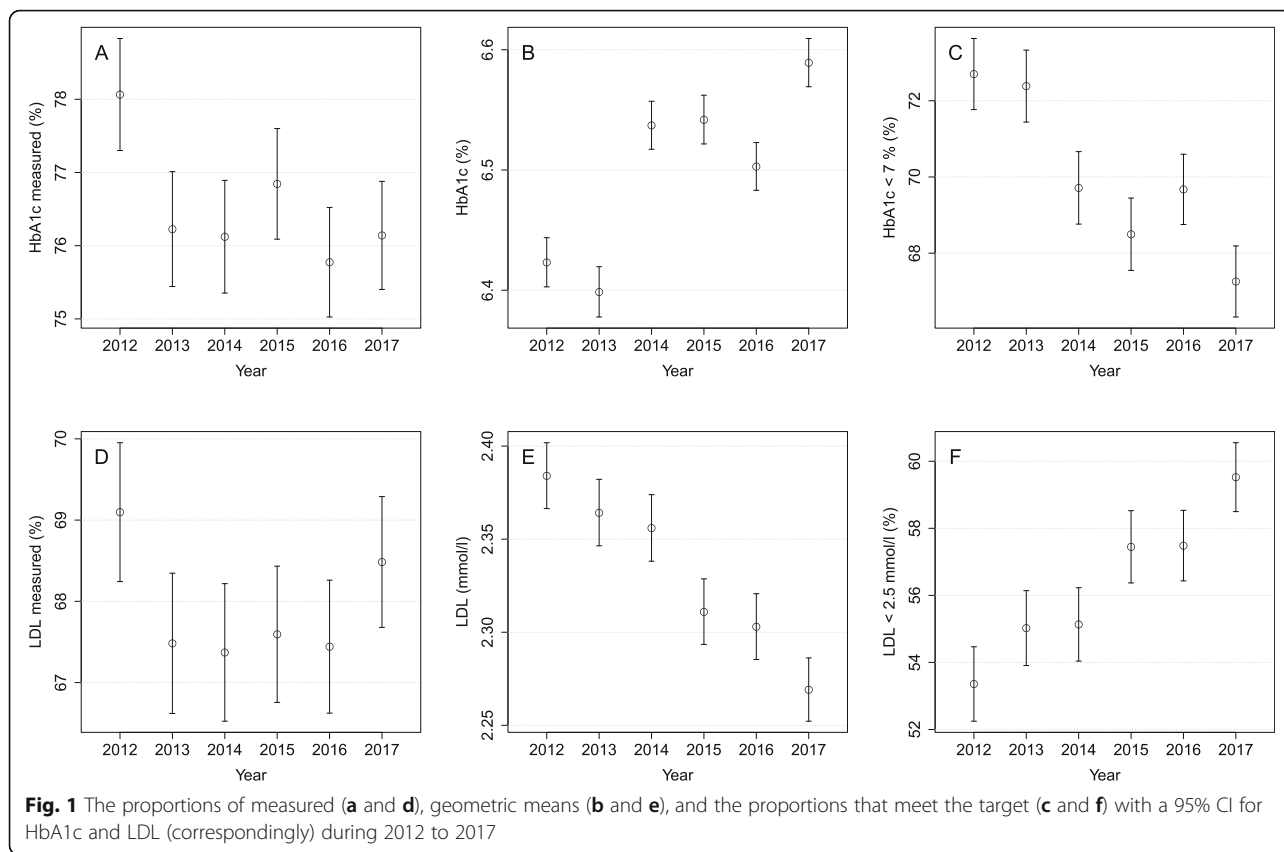 A
HbA1c measured (%)
78
77
76
75
2012 2013 2014 2015 2016 2017
Year
B
HbA1c (%)
6.6
6.5
6.4
2012 2013 2014 2015 2016 2017
Year
C
HbA1c < 7 % (%)
72
70
68
2012 2013 2014 2015 2016 2017
Year
D
LDL measured (%)
70
69
68
67
2012 2013 2014 2015 2016 2017
Year
E
LDL (mmol/l)
2.40
2.35
2.30
2.25
2012 2013 2014 2015 2016 2017
Year
F
LDL < 2.5 mmol/l (%)
60
58
56
54
52
2012 2013 2014 2015 2016 2017
Year
Fig. 1 The proportions of measured (a and d), geometric means (b and e), and the proportions that meet the target (c and f) with a 95% CI for
HbA1c and LDL (correspondingly) during 2012 to 2017